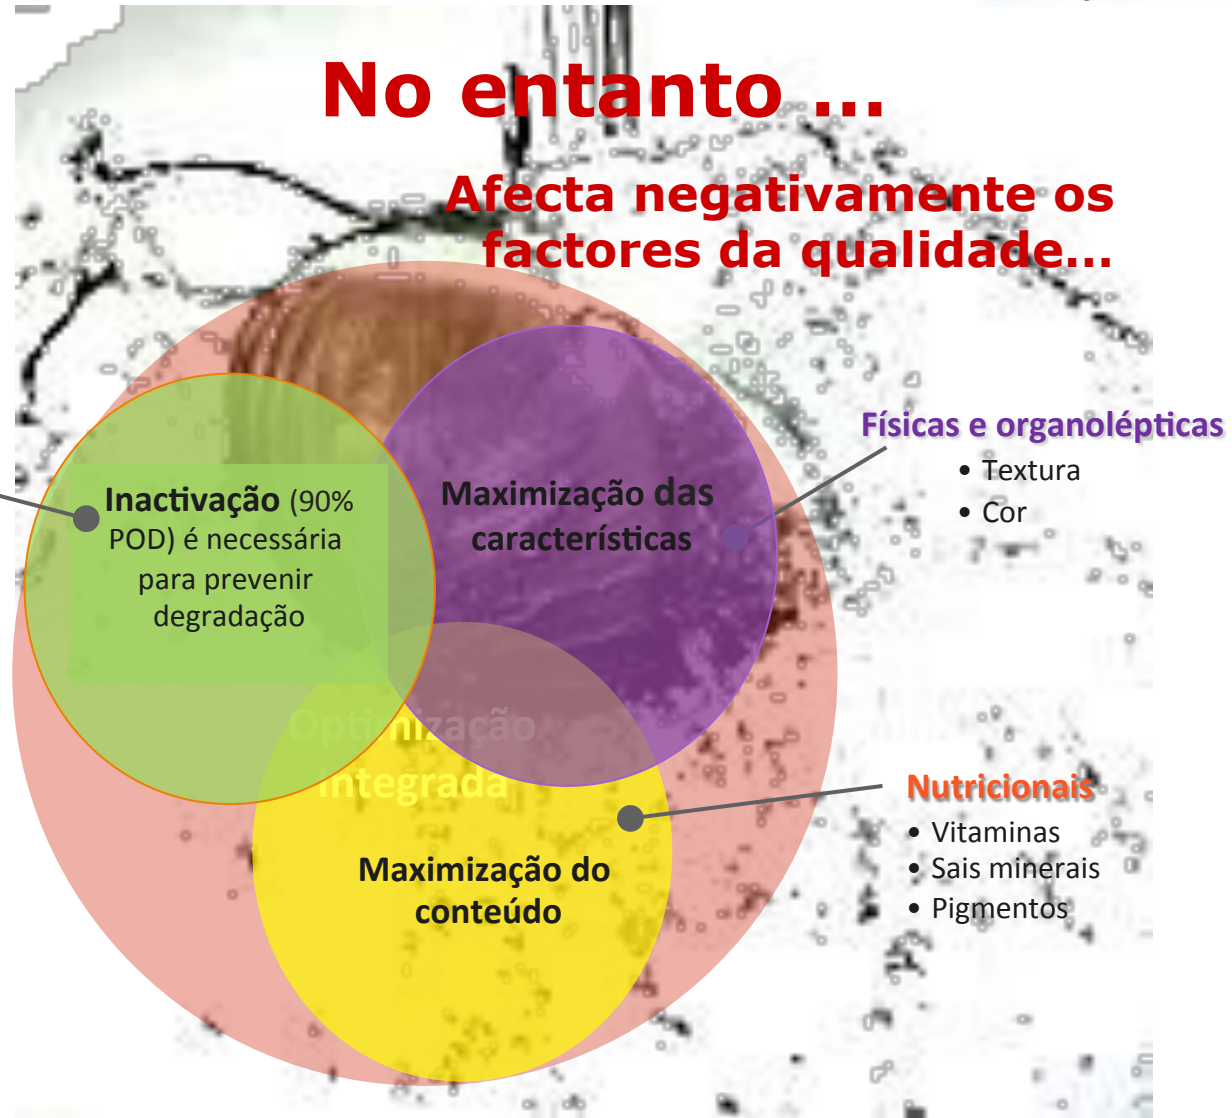 No entanto ...
Afecta negativamente os
factores da qualidade...
Inactivação (90%
POD) é necessária
para prevenir
degradação
Maximização das
características
Físicas e organolépticas
• Textura
• Cor
Optimização
Integrada
Maximização do
conteúdo
Nutricionais
• Vitaminas
• Sais minerais
• Pigmentos